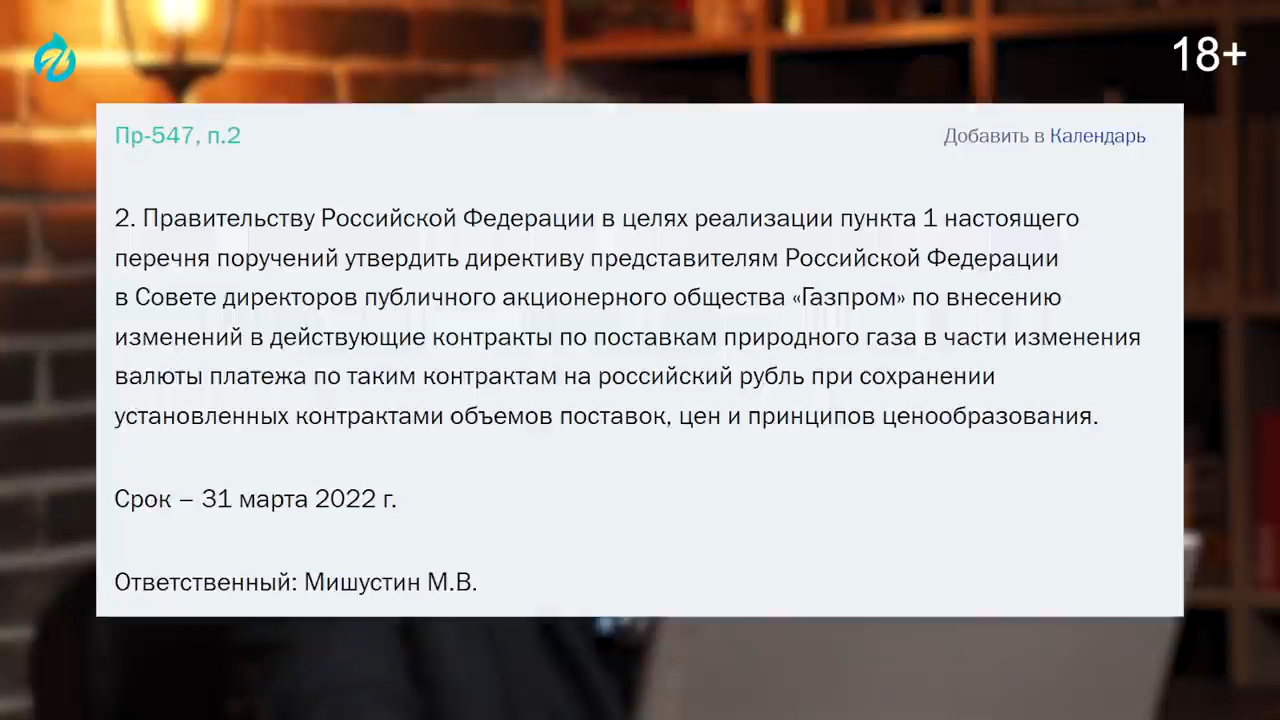 18+
Пр-547, п.2
Добавить в Календарь
2. Правительству Российской Федерации в целях реализации пункта 1 настоящего
перечня поручений утвердить директиву представителям Российской Федерации
в Совете директоров публичного акционерного общества «Газпром» по внесению
изменений в действующие контракты по поставкам природного газа в части изменения
валюты платежа по таким контрактам на российский рубль при сохранении
установленных контрактами объемов поставок, цен и принципов ценообразования.
Срок – 31 марта 2022 г.
Ответственный: Мишустин М.В.